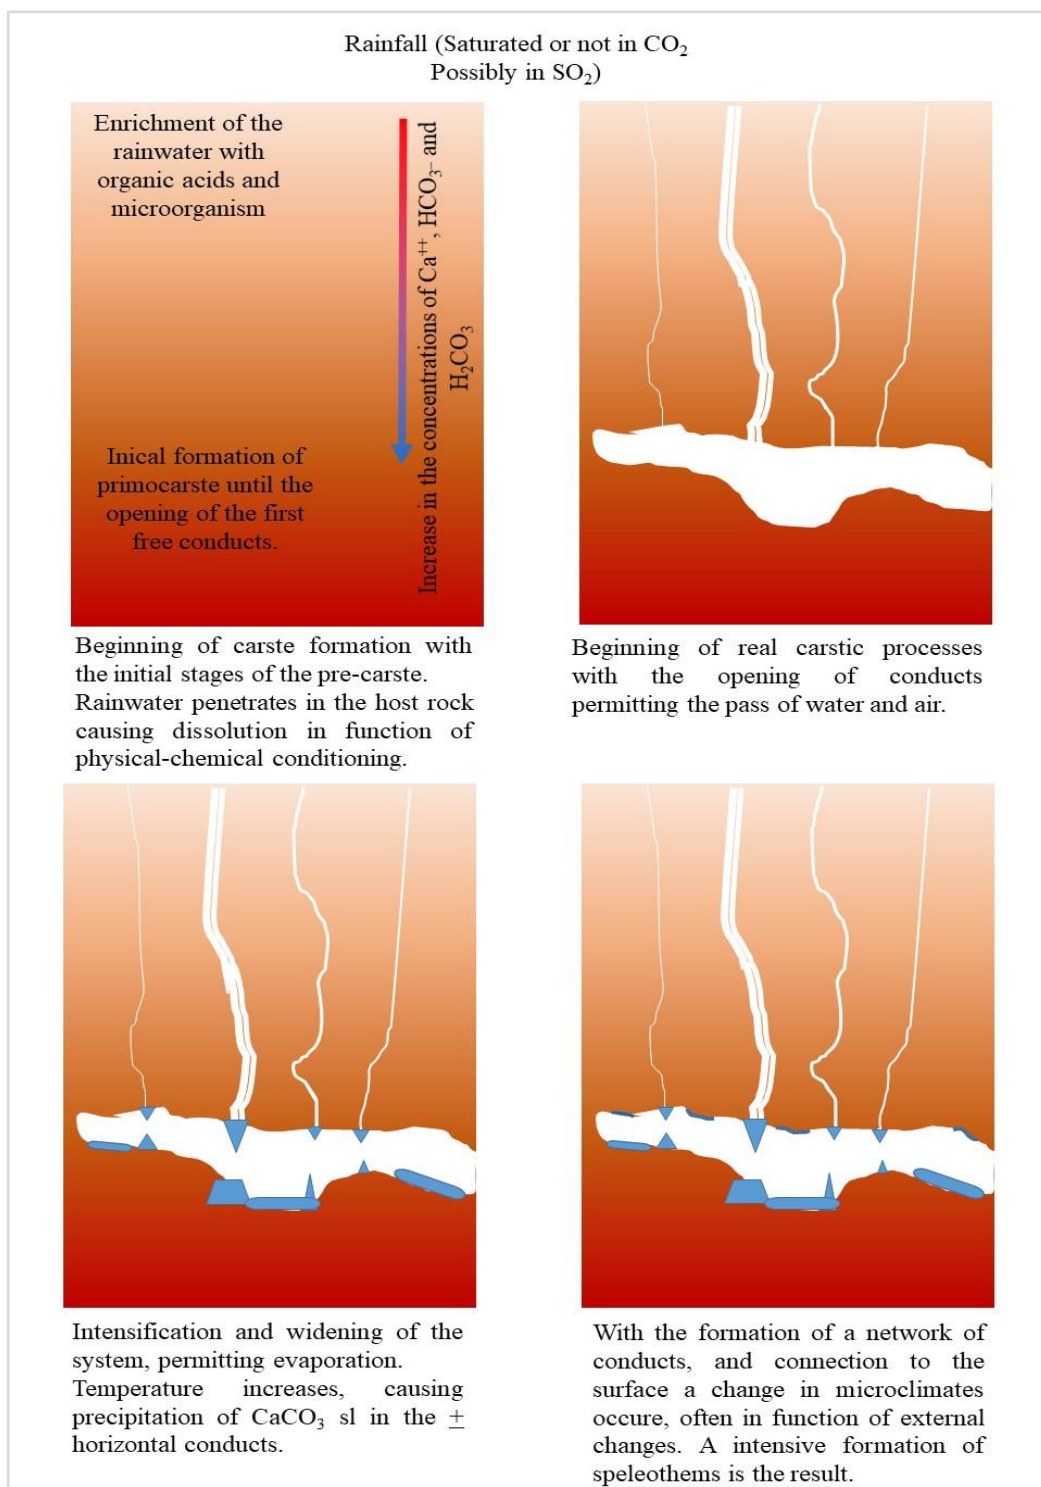 Rainfall (Saturated or not in CO₂
Possibly in SO₂)
Enrichment of the
rainwater with
organic acids and
microorganism
Increase in the concentrations of Ca⁺⁺, HCO₃⁻ and
H₂CO₃
Inical formation of
primocarste until the
opening of the first
free conducts.
Beginning of carste formation with
the initial stages of the pre-carste.
Rainwater penetrates in the host rock
causing dissolution in function of
physical-chemical conditioning.
Beginning of real carstic processes
with the opening of conducts
permitting the pass of water and air.
Intensification and widening of the
system, permitting evaporation.
Temperature increases, causing
precipitation of CaCO₃ sl in the ±
horizontal conducts.
With the formation of a network of
conducts, and connection to the
surface a change in microclimates
occure, often in function of external
changes. A intensive formation of
speleothems is the result.